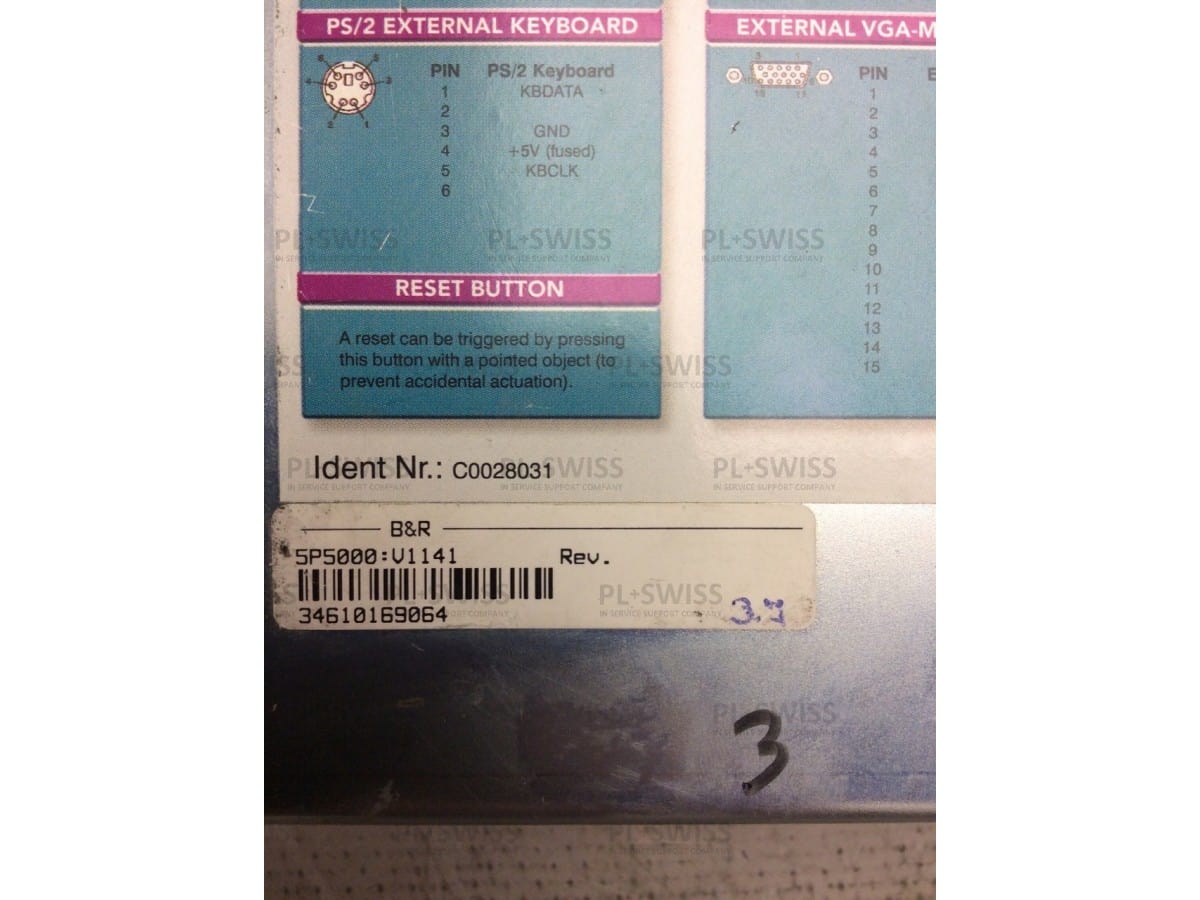 PS/2 EXTERNAL KEYBOARD
PIN PS/2 Keyboard
1 KBDATA
2
3 GND
4 +5V (fused)
5 KBCLK
6
RESET BUTTON
A reset can be triggered by pressing
this button with a pointed object (to
prevent accidental actuation).
EXTERNAL VGA-M
PIN E
1
2
3
4
5
6
7
8
9
10
11
12
13
14
15
Ident Nr.: C0028031
B&R
5P5000:V1141 Rev.
34610169064
3
PL+SWISS
IN SERVICE SUPPORT COMPANY